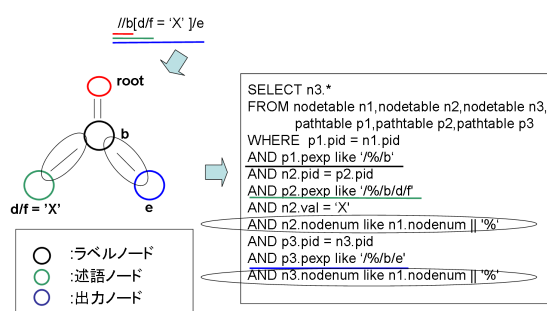 //b[d/f = ‘X’ ]/e
root
b
d/f = ’X’
e
:ラベルノード
:述語ノード
:出力ノード
SELECT n3.*
FROM nodetable n1,nodetable n2,nodetable n3,
pathtable p1,pathtable p2,pathtable p3
WHERE p1.pid = n1.pid
AND p1.pexp like ‘/%/b‘
AND n2.pid = p2.pid
AND p2.pexp like ‘/%/b/d/f'
AND n2.val = ‘X‘
AND n2.nodenum like n1.nodenum || '%‘
AND p3.pid = n3.pid
AND p3.pexp like ‘/%/b/e'
AND n3.nodenum like n1.nodenum || '%‘